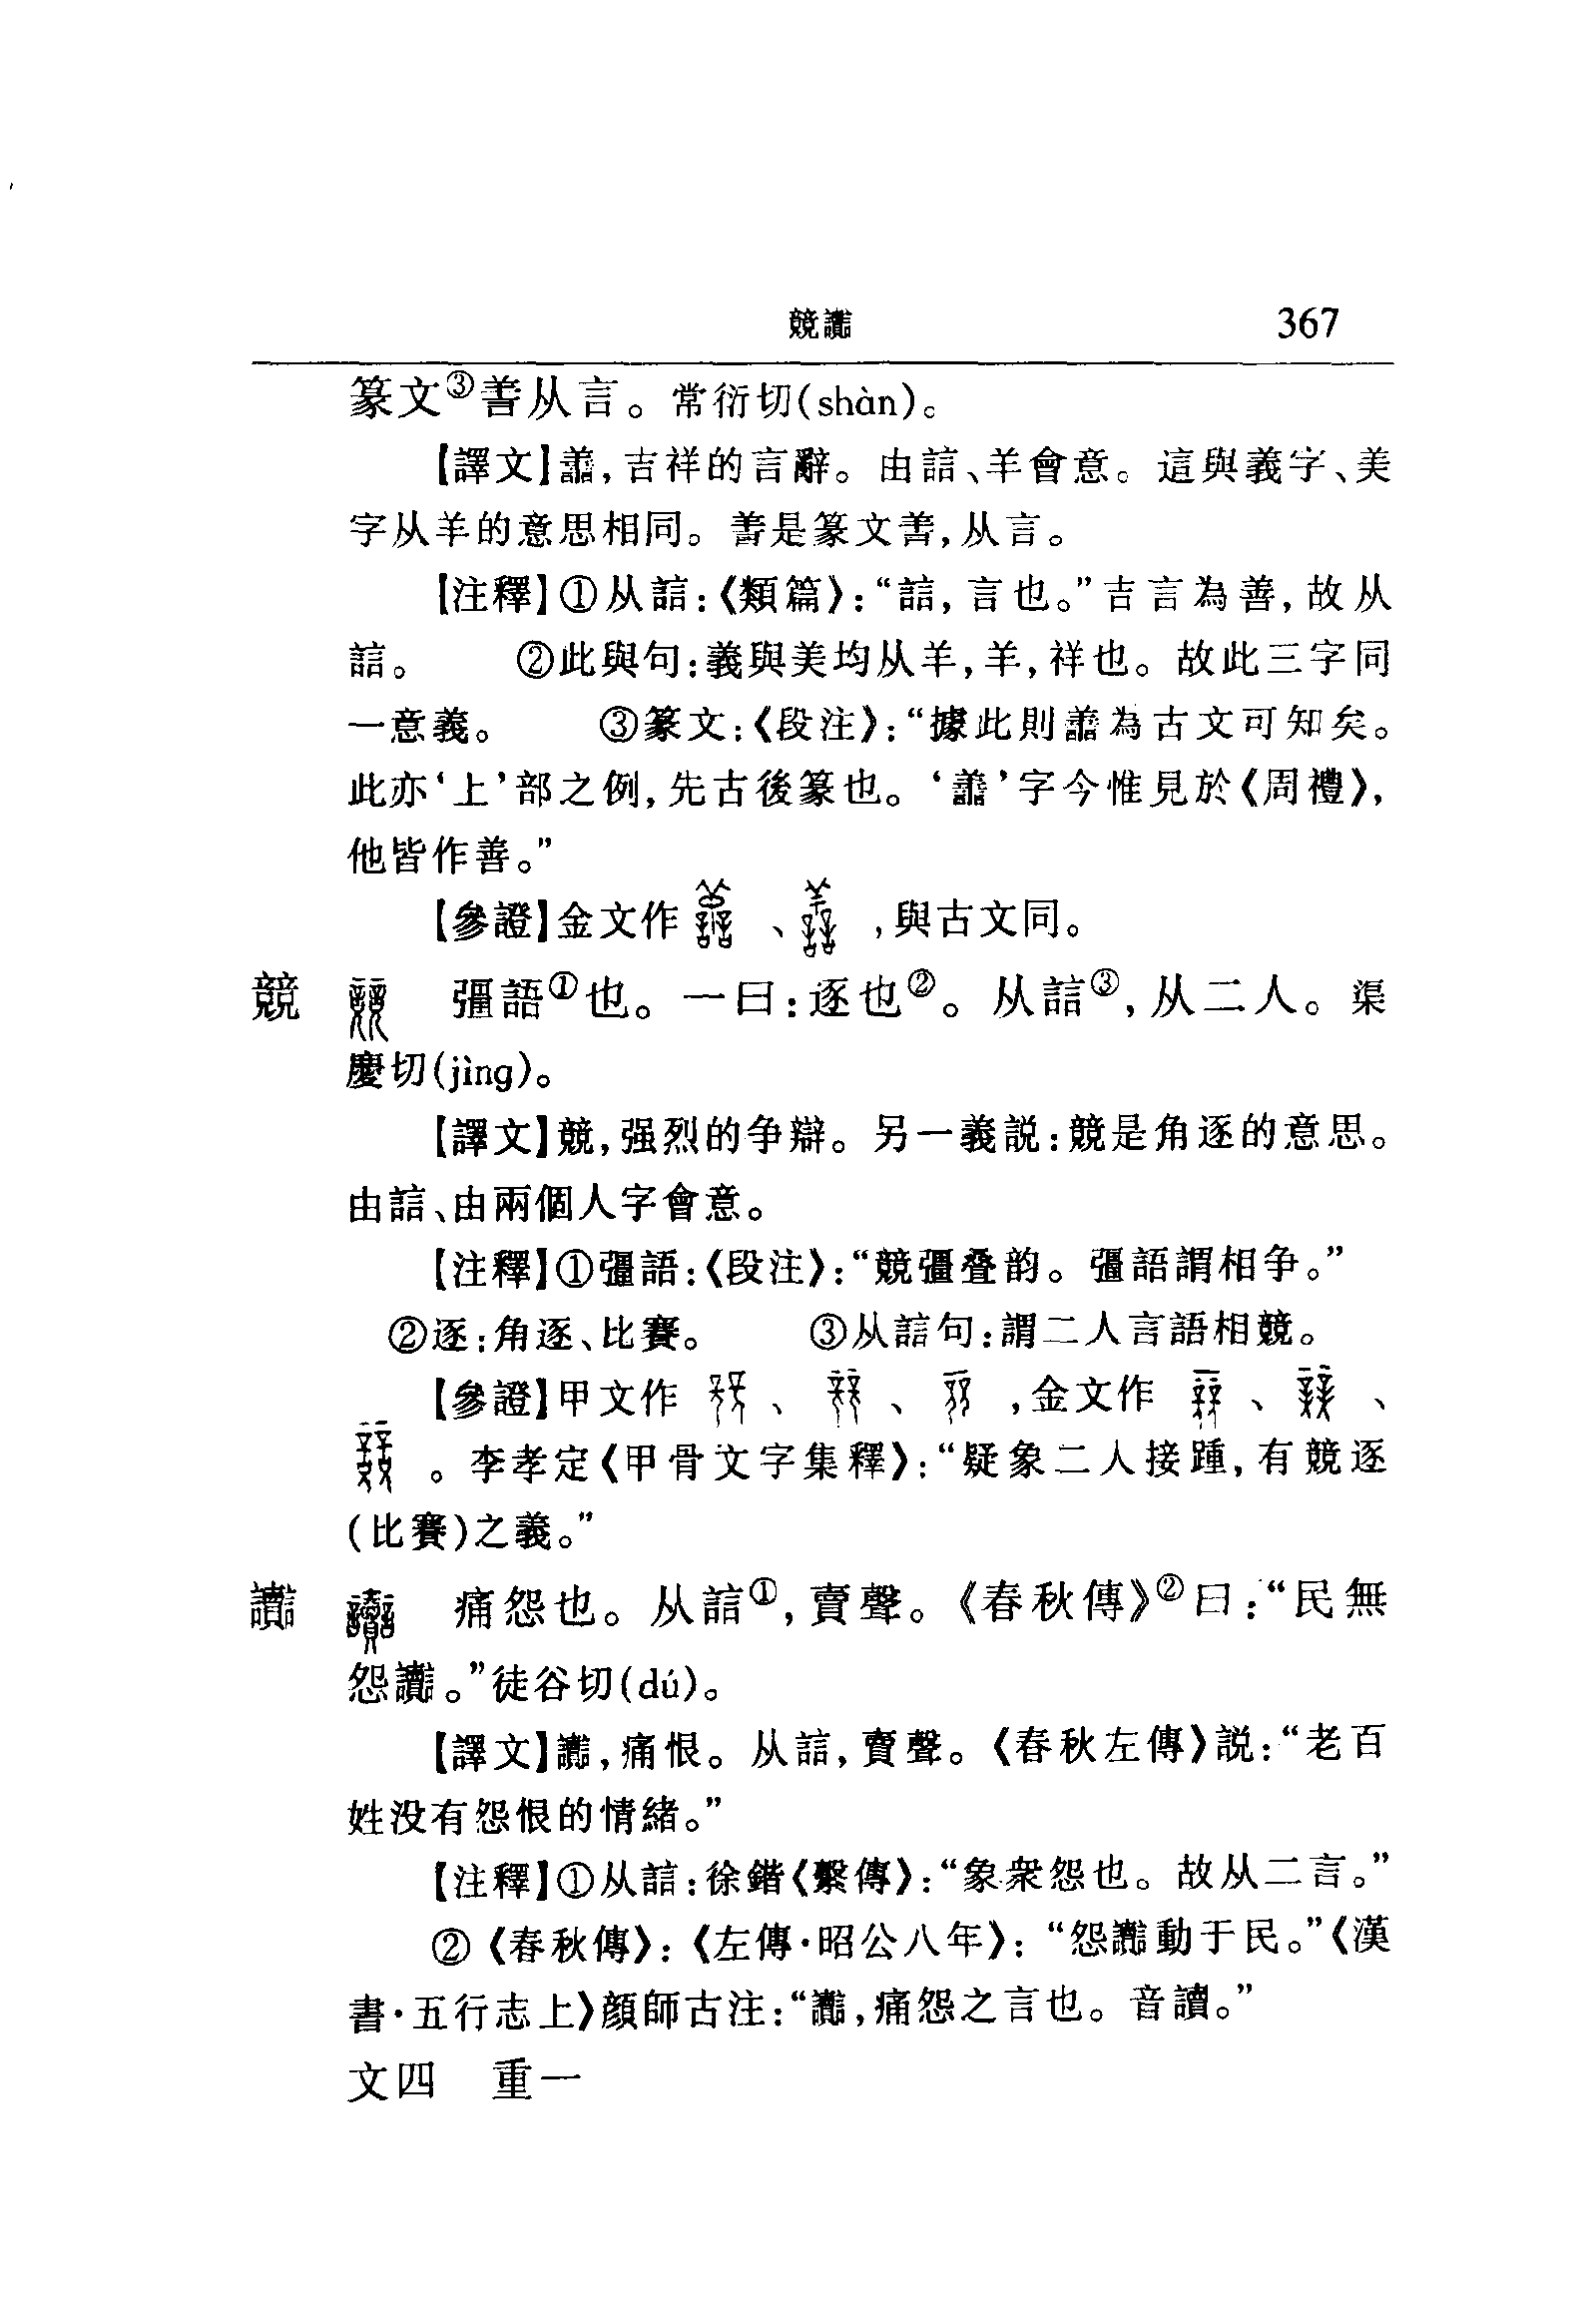 競讟 367
篆文③善从言。常衍切(shàn)。
【譯文】譱,吉祥的言辭。由誩、羊會意。這與義字、美
字从羊的意思相同。善是篆文善,从言。
【注釋】①从誩:《類篇》:“誩,言也。”吉言為善,故从
誩。 ②此與句:義與美均从羊,羊,祥也。故此三字同
一意義。 ③篆文:《段注》:“據此則譱為古文可知矣。
此亦‘上’部之例,先古後篆也。‘譱’字今惟見於《周禮》,
他皆作善。”
【參證】金文作 、 ,與古文同。
競 彊語①也。一曰:逐也②。从誩③,从二人。渠
慶切(jìng)。
【譯文】競,强烈的争辯。另一義説:競是角逐的意思。
由誩、由兩個人字會意。
【注釋】①彊語:《段注》:“競彊叠韵。彊語謂相争。”
②逐:角逐、比賽。 ③从誩句:謂二人言語相競。
【參證】甲文作 、 、 ,金文作 、 、
。李孝定《甲骨文字集釋》:“疑象二人接踵,有競逐
(比賽)之義。”
讟 痛怨也。从誩①,賣聲。《春秋傳》②曰:“民無
怨讟。”徒谷切(dú)。
【譯文】讟,痛恨。从誩,賣聲。《春秋左傳》説:“老百
姓没有怨恨的情緒。”
【注釋】①从誩:徐鍇《繫傳》:“象衆怨也。故从二言。”
②《春秋傳》:《左傳·昭公八年》:“怨讟動于民。”《漢
書·五行志上》顔師古注:“讟,痛怨之言也。音讀。”
文四 重一